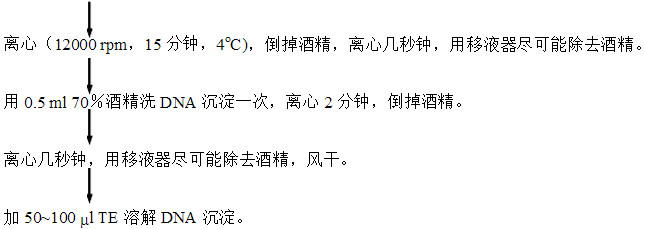 离心（12000 rpm，15 分钟，4℃)，倒掉酒精，离心几秒钟，用移液器尽可能除去酒精。
用 0.5 ml 70％酒精洗 DNA 沉淀一次，离心 2 分钟，倒掉酒精。
离心几秒钟，用移液器尽可能除去酒精，风干。
加 50~100 μl TE 溶解 DNA 沉淀。